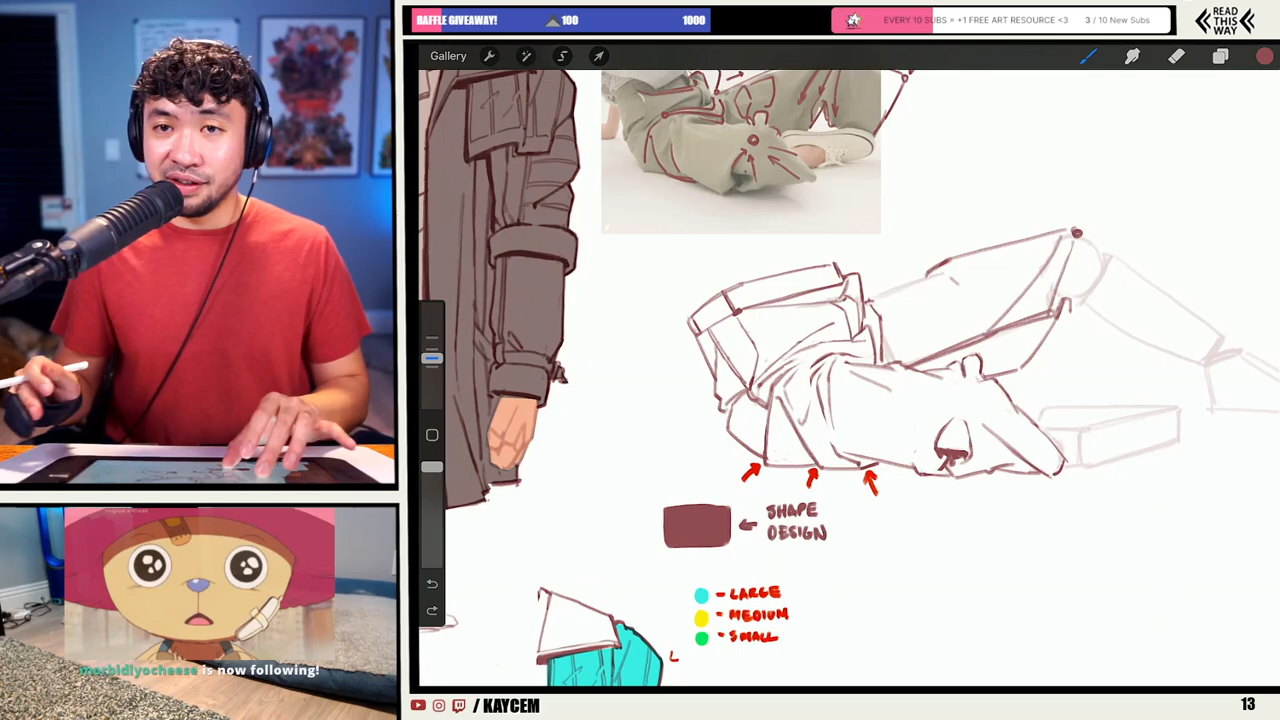 RAFFLE GIVEAWAY!
100
1000
EVERY 10 SUBS = +1 FREE ART RESOURCE <3
3 / 10 New Subs
READ
THIS
WAY
Gallery
SHAPE
DESIGN
- LARGE
- MEDIUM
- SMALL
L
morbidlyocheese is now following!
/ KAYCEM
13